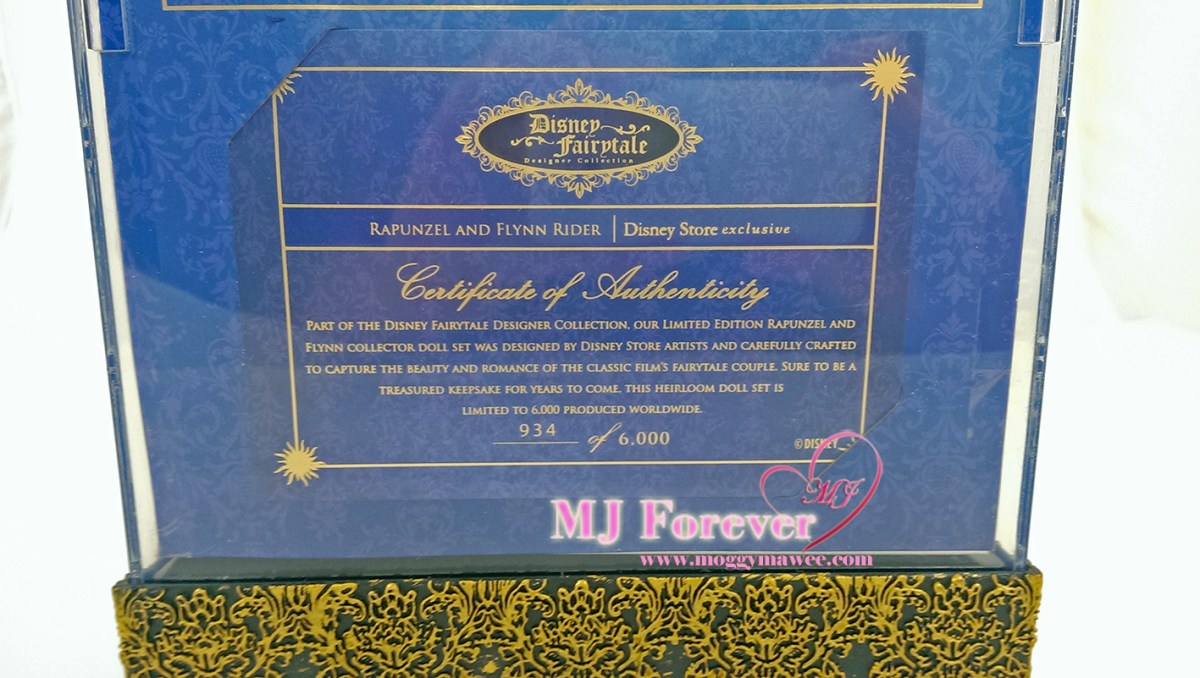 Disney
Fairytale
Designer Collection
RAPUNZEL AND FLYNN RIDER | Disney Store exclusive
Certificate of Authenticity
PART OF THE DISNEY FAIRYTALE DESIGNER COLLECTION, OUR LIMITED EDITION RAPUNZEL AND
FLYNN COLLECTOR DOLL SET WAS DESIGNED BY DISNEY STORE ARTISTS AND CAREFULLY CRAFTED
TO CAPTURE THE BEAUTY AND ROMANCE OF THE CLASSIC FILM'S FAIRYTALE COUPLE. SURE TO BE A
TREASURED KEEPSAKE FOR YEARS TO COME, THIS HEIRLOOM DOLL SET IS
LIMITED TO 6,000 PRODUCED WORLDWIDE.
934 of 6,000
©DISNEY
MJ
MJ Forever
www.moggymawee.com